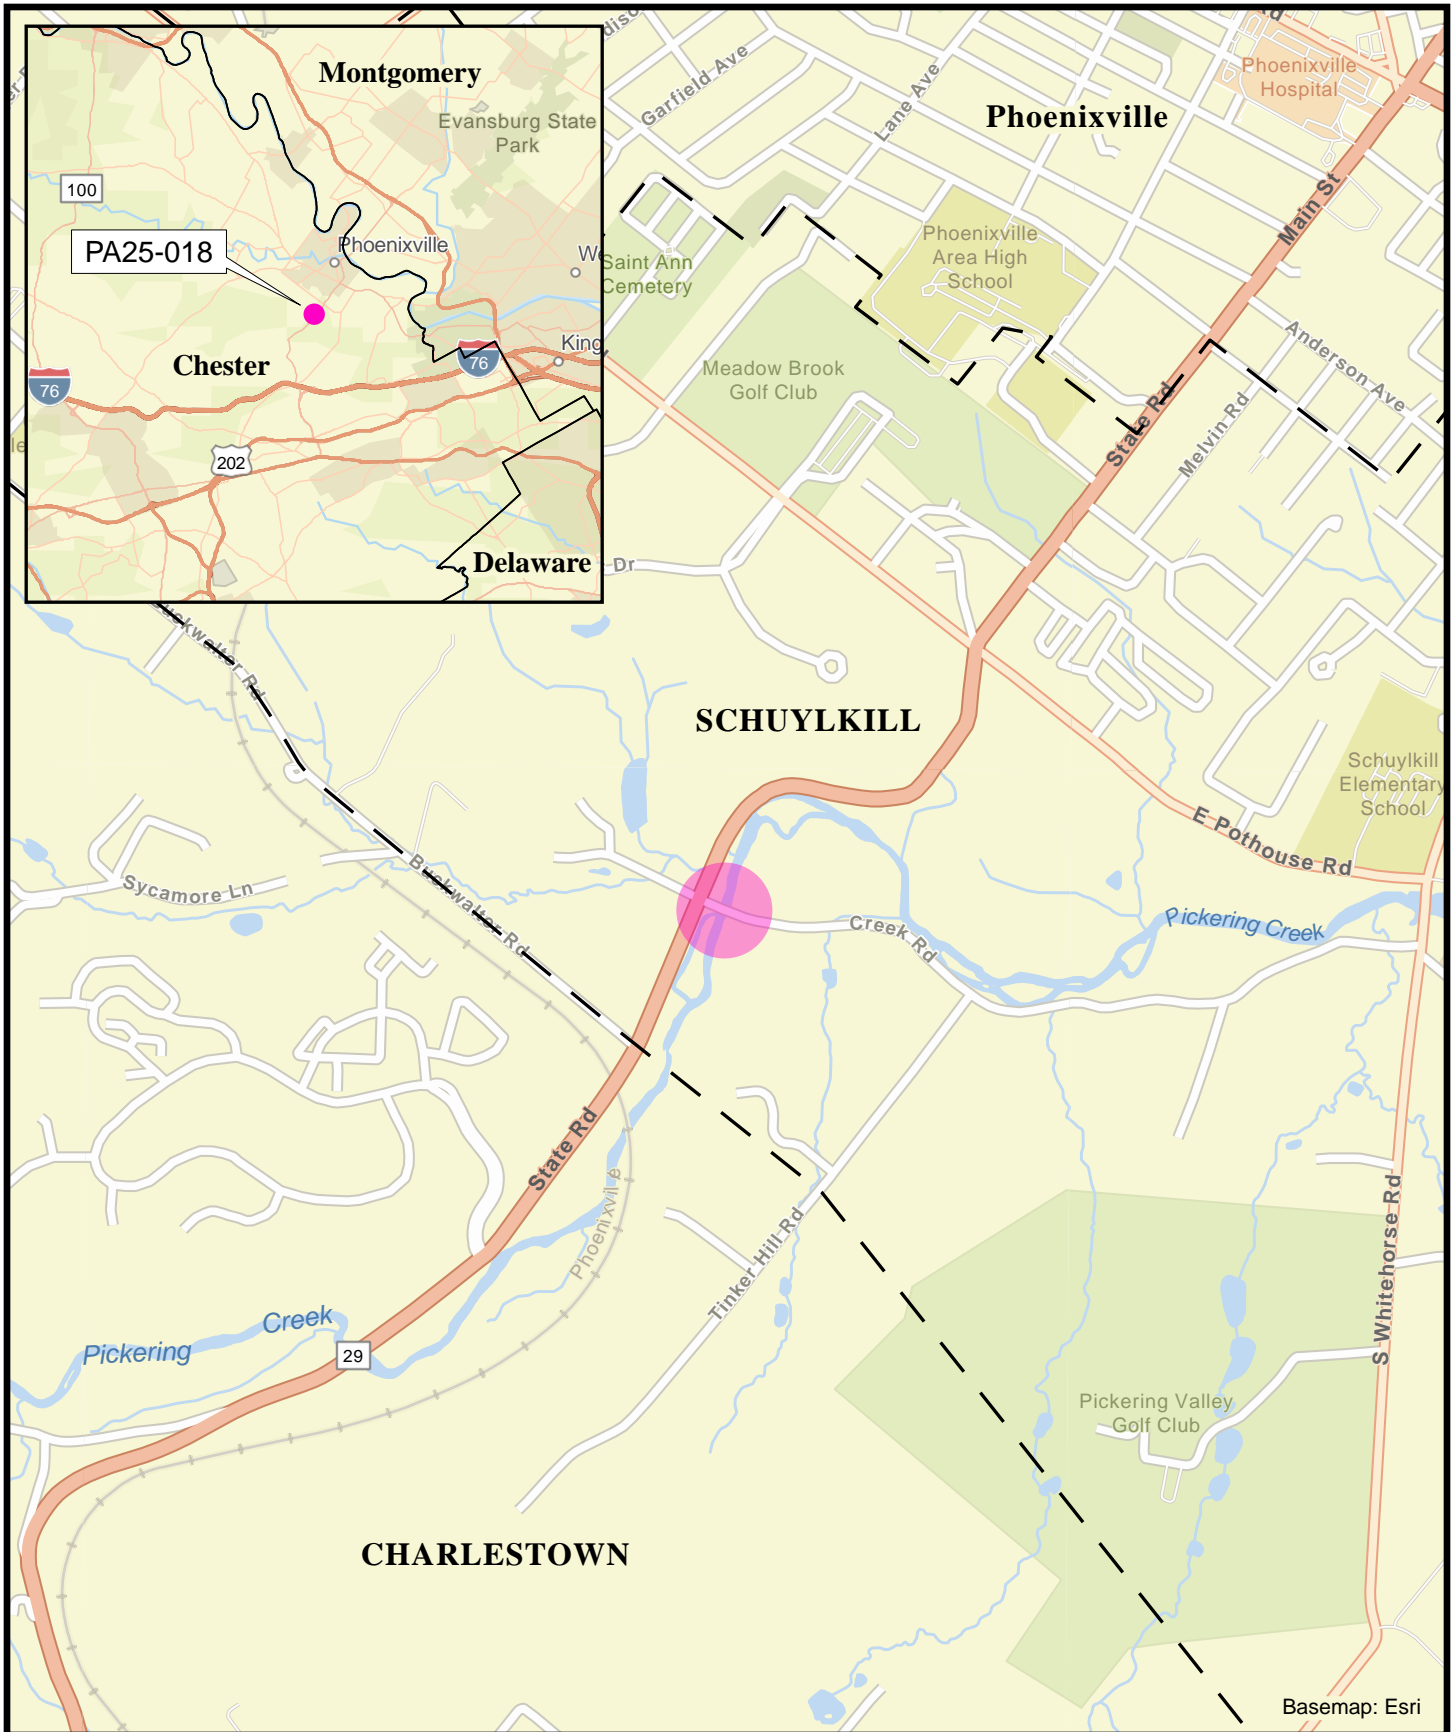 Montgomery
Evansburg State
Park
100
PA25-018
Phoenixville
Chester
King
76
76
202
Delaware
Garfield Ave
Lane Ave
Phoenixville
Phoenixville
Hospital
Main St
Saint Ann
Cemetery
Phoenixville
Area High
School
Meadow Brook
Golf Club
State Rd
Anderson Ave
Melvin Rd
Dr
Buckwalter Rd
SCHUYLKILL
Schuylkill
Elementary
School
E Pothouse Rd
Sycamore Ln
Buckwalter Rd
Creek Rd
Pickering Creek
State Rd
Phoenixville
Tinker Hill Rd
S Whitehorse Rd
Pickering
Creek
29
Pickering Valley
Golf Club
CHARLESTOWN
Basemap: Esri